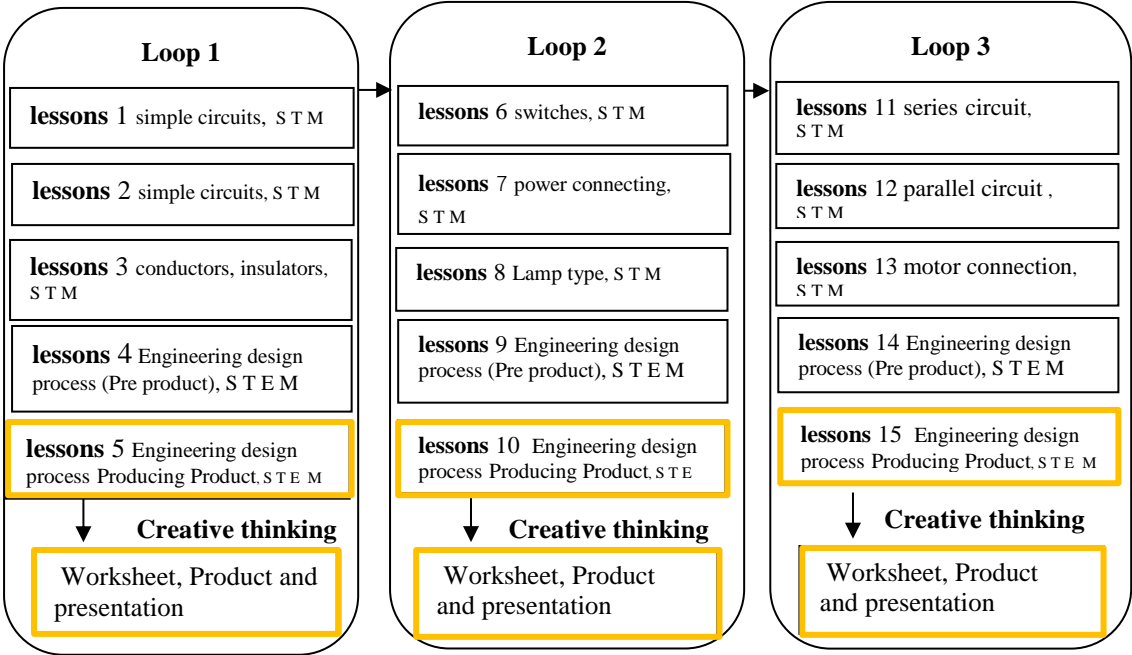 Loop 1
lessons 1 simple circuits, S T M
lessons 2 simple circuits, S T M
lessons 3 conductors, insulators,
S T M
lessons 4 Engineering design
process (Pre product), S T E M
lessons 5 Engineering design
process Producing Product, S T E M
Creative thinking
Worksheet, Product and
presentation
Loop 2
lessons 6 switches, S T M
lessons 7 power connecting,
S T M
lessons 8 Lamp type, S T M
lessons 9 Engineering design
process (Pre product), S T E M
lessons 10 Engineering design
process Producing Product, S T E
Creative thinking
Worksheet, Product
and presentation
Loop 3
lessons 11 series circuit,
S T M
lessons 12 parallel circuit ,
S T M
lessons 13 motor connection,
S T M
lessons 14 Engineering design
process (Pre product), S T E M
lessons 15 Engineering design
process Producing Product, S T E M
Creative thinking
Worksheet, Product
and presentation